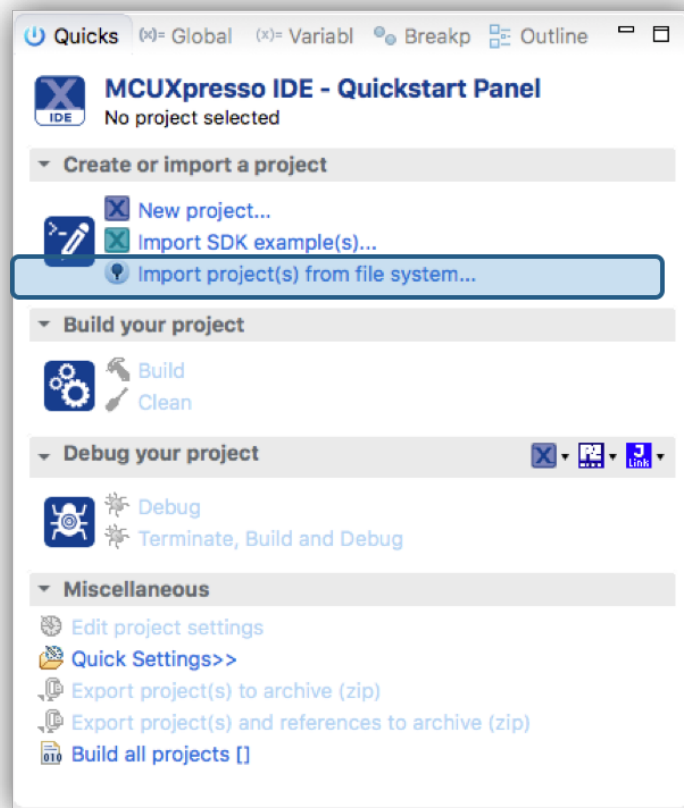 Quicks (x)= Global (x)= Variabl Breakp Outline
IDE
MCUXpresso IDE - Quickstart Panel
No project selected
Create or import a project
New project...
Import SDK example(s)...
Import project(s) from file system...
Build your project
Build
Clean
Debug your project
J Link
Debug
Terminate, Build and Debug
Miscellaneous
Edit project settings
Quick Settings>>
Export project(s) to archive (zip)
Export project(s) and references to archive (zip)
010
Build all projects []